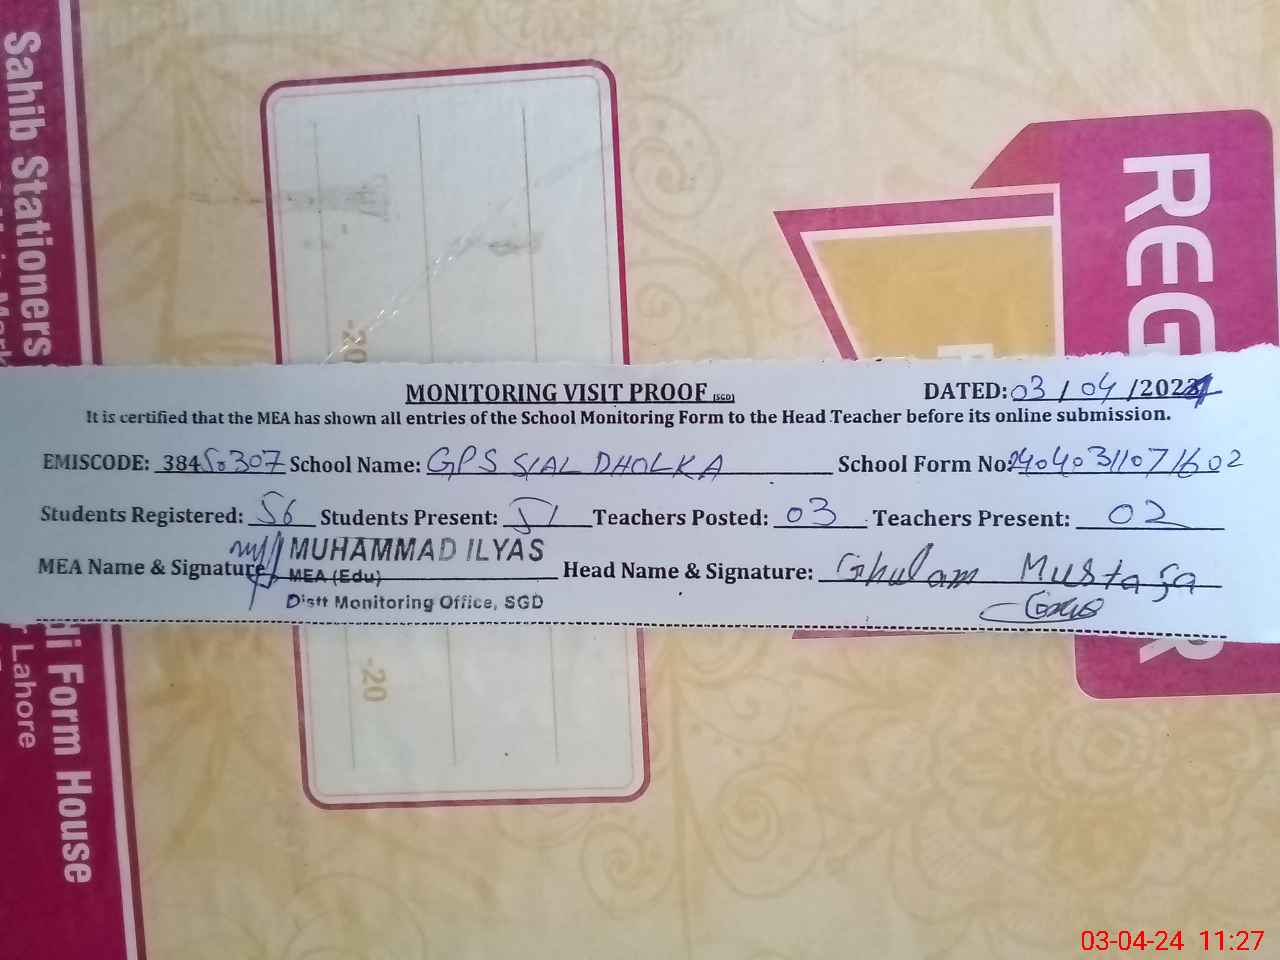 Sahib Stationers
REG
MONITORING VISIT PROOF (SGD) DATED: 03 / 04 /2024
It is certified that the MEA has shown all entries of the School Monitoring Form to the Head Teacher before its online submission.
EMISCODE: 38450307 School Name: GPS SIAL DHOLKA School Form No: 24040311071602
Students Registered: 56 Students Present: 51 Teachers Posted: 03 Teachers Present: 02
MEA Name & Signature: MUHAMMAD ILYAS Head Name & Signature: Ghulam Mustafa
MEA (Edu)
Distt Monitoring Office, SGD
R
Form House
Lahore
-20
-20
03-04-24 11:27